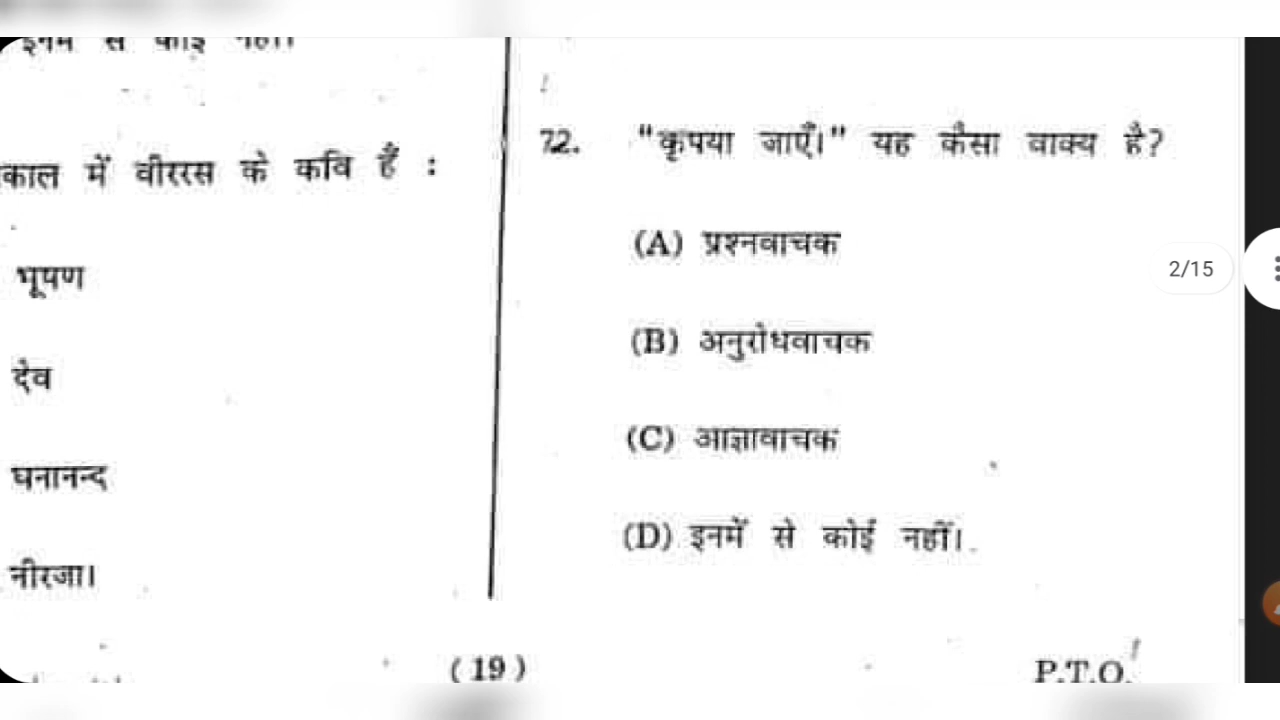 काल में वीररस के कवि हैं :
भूषण
देव
घनानन्द
नीरजा।
72. "कृपया जाएँ।" यह कैसा वाक्य है?
(A) प्रश्नवाचक
(B) अनुरोधवाचक
(C) आज्ञावाचक
(D) इनमें से कोई नहीं।
2/15
(19)
P.T.O.